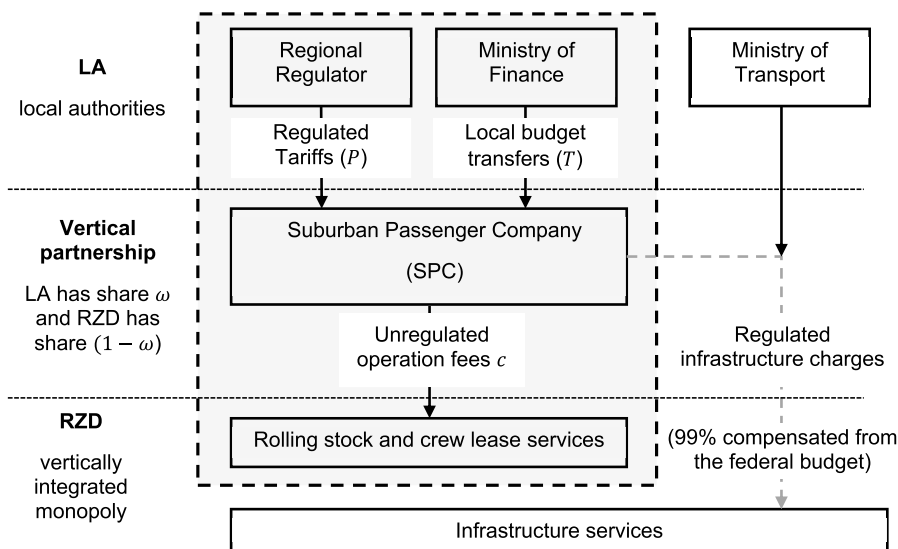 LA
local authorities
Regional
Regulator
Ministry of
Finance
Ministry of
Transport
Regulated
Tariffs (P)
Local budget
transfers (T)
Vertical
partnership
LA has share ω
and RZD has
share (1 − ω)
Suburban Passenger Company
(SPC)
Unregulated
operation fees c
Regulated
infrastructure charges
RZD
vertically
integrated
monopoly
Rolling stock and crew lease services
(99% compensated from
the federal budget)
Infrastructure services